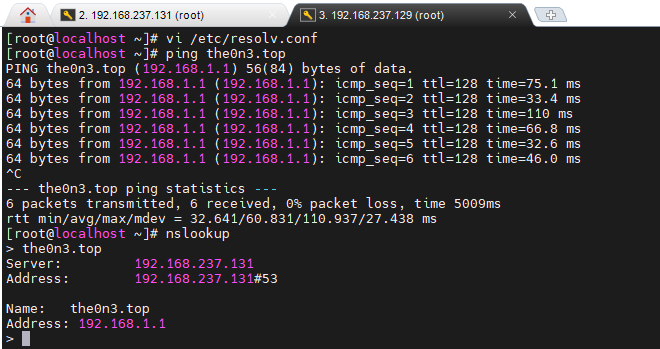 2. 192.168.237.131 (root)
3. 192.168.237.129 (root)
[root@localhost ~]# vi /etc/resolv.conf
[root@localhost ~]# ping the0n3.top
PING the0n3.top (192.168.1.1) 56(84) bytes of data.
64 bytes from 192.168.1.1 (192.168.1.1): icmp_seq=1 ttl=128 time=75.1 ms
64 bytes from 192.168.1.1 (192.168.1.1): icmp_seq=2 ttl=128 time=33.4 ms
64 bytes from 192.168.1.1 (192.168.1.1): icmp_seq=3 ttl=128 time=110 ms
64 bytes from 192.168.1.1 (192.168.1.1): icmp_seq=4 ttl=128 time=66.8 ms
64 bytes from 192.168.1.1 (192.168.1.1): icmp_seq=5 ttl=128 time=32.6 ms
64 bytes from 192.168.1.1 (192.168.1.1): icmp_seq=6 ttl=128 time=46.0 ms
^C
--- the0n3.top ping statistics ---
6 packets transmitted, 6 received, 0% packet loss, time 5009ms
rtt min/avg/max/mdev = 32.641/60.831/110.937/27.438 ms
[root@localhost ~]# nslookup
> the0n3.top
Server:         192.168.237.131
Address:        192.168.237.131#53

Name:   the0n3.top
Address: 192.168.1.1
>